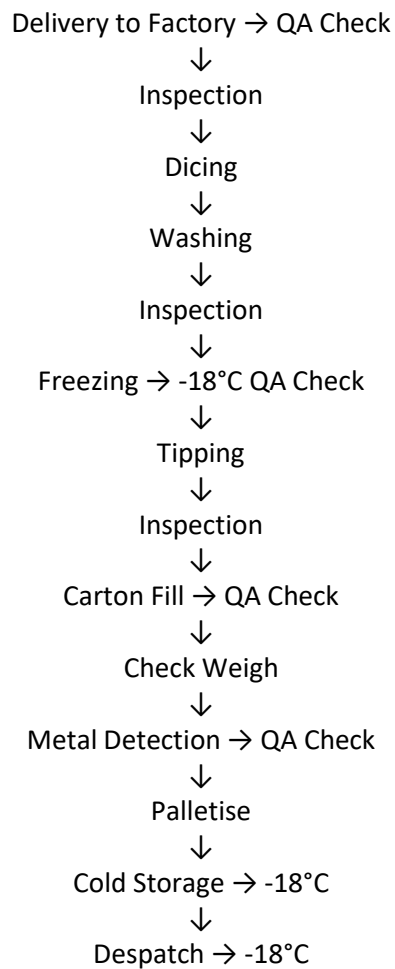 Delivery to Factory → QA Check
↓
Inspection
↓
Dicing
↓
Washing
↓
Inspection
↓
Freezing → -18°C QA Check
↓
Tipping
↓
Inspection
↓
Carton Fill → QA Check
↓
Check Weigh
↓
Metal Detection → QA Check
↓
Palletise
↓
Cold Storage → -18°C
↓
Despatch → -18°C